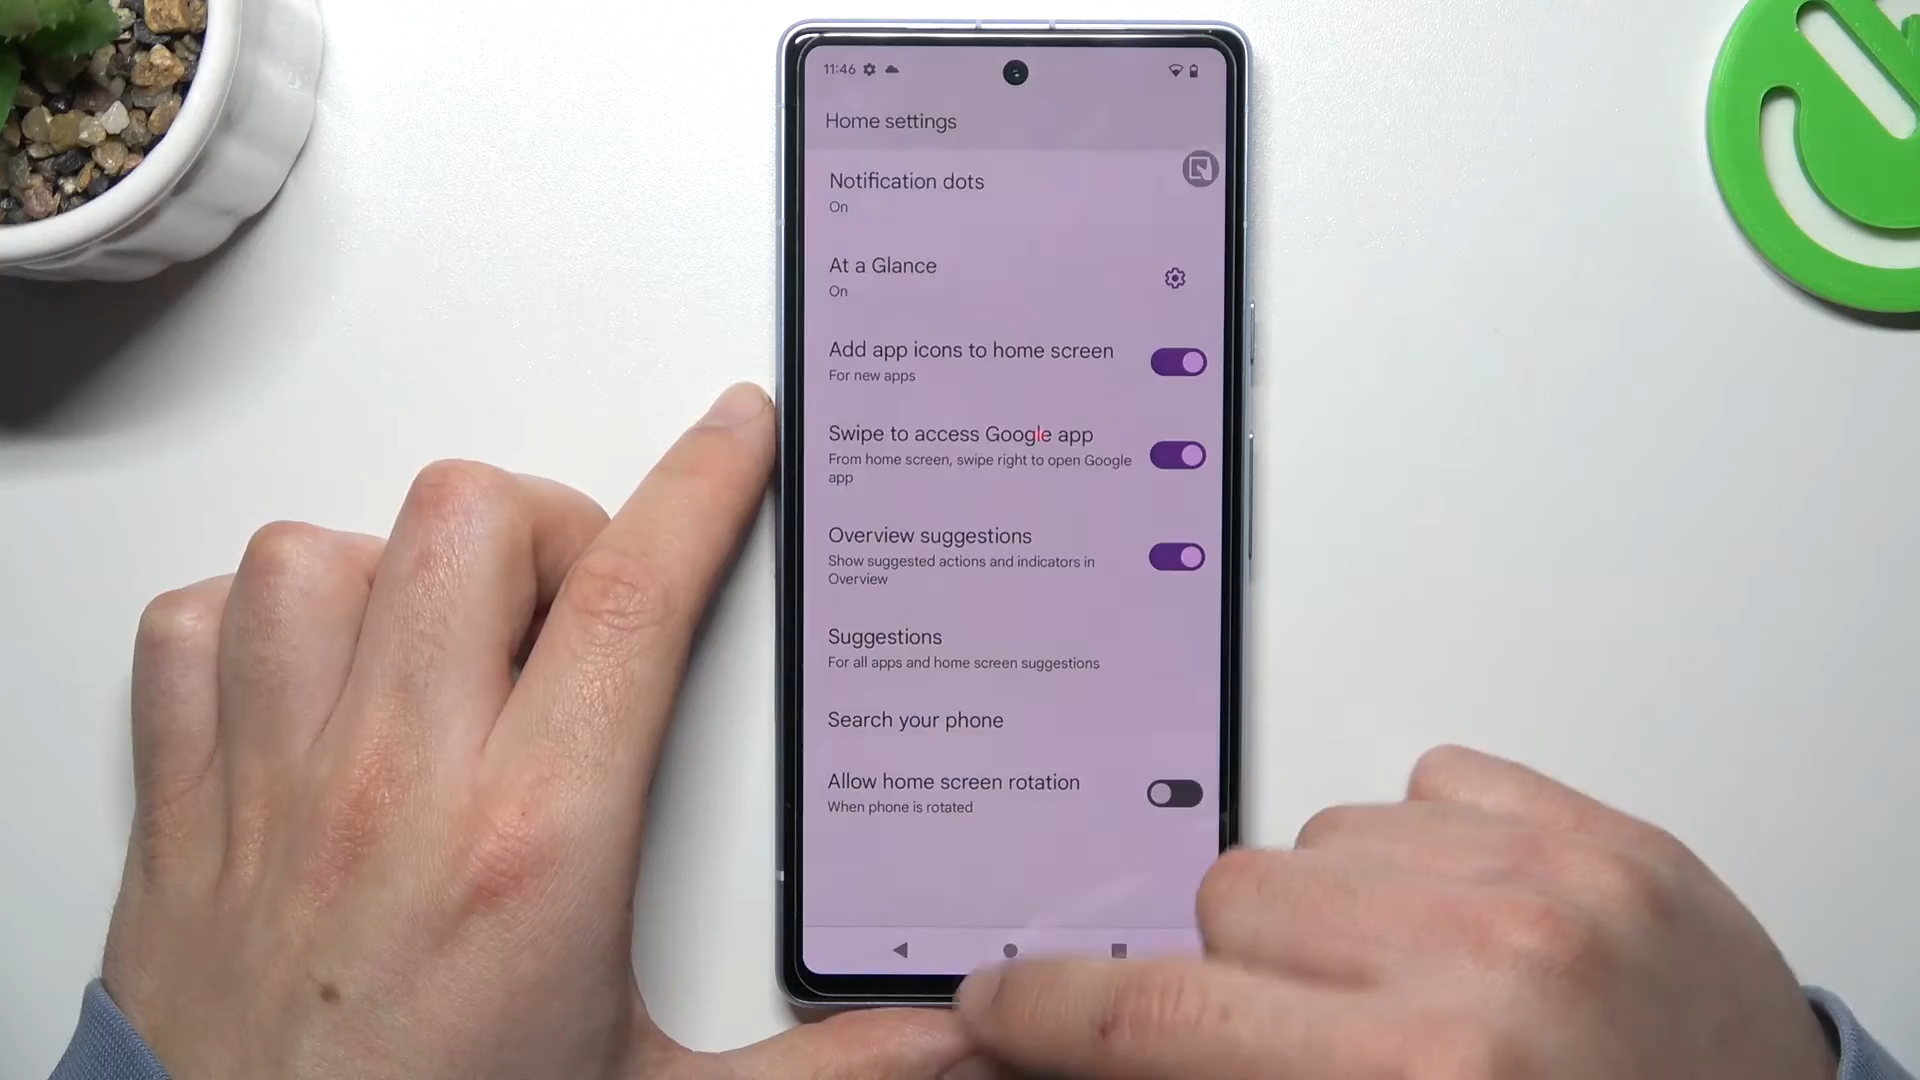 11:46
Home settings
Notification dots
On
At a Glance
On
Add app icons to home screen
For new apps
Swipe to access Google app
From home screen, swipe right to open Google
app
Overview suggestions
Show suggested actions and indicators in
Overview
Suggestions
For all apps and home screen suggestions
Search your phone
Allow home screen rotation
When phone is rotated